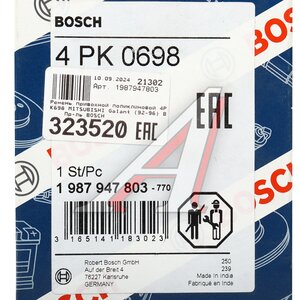 BOSCH
4 PK 0698
10 09.2024 21302
Арт 1987947803
Ремень приводной поликлиновой 4P
K698 MITSUBISHI Galant (92-96) B
BOSCH
323520 EAC
EAC
1 St/Pc
1 987 947 803 - 770
3 165141 183023
Robert Bosch GmbH
Auf der Breit 4
76227 Karlsruhe
GERMANY
250
239
Made in India
Fabriqué en Inde